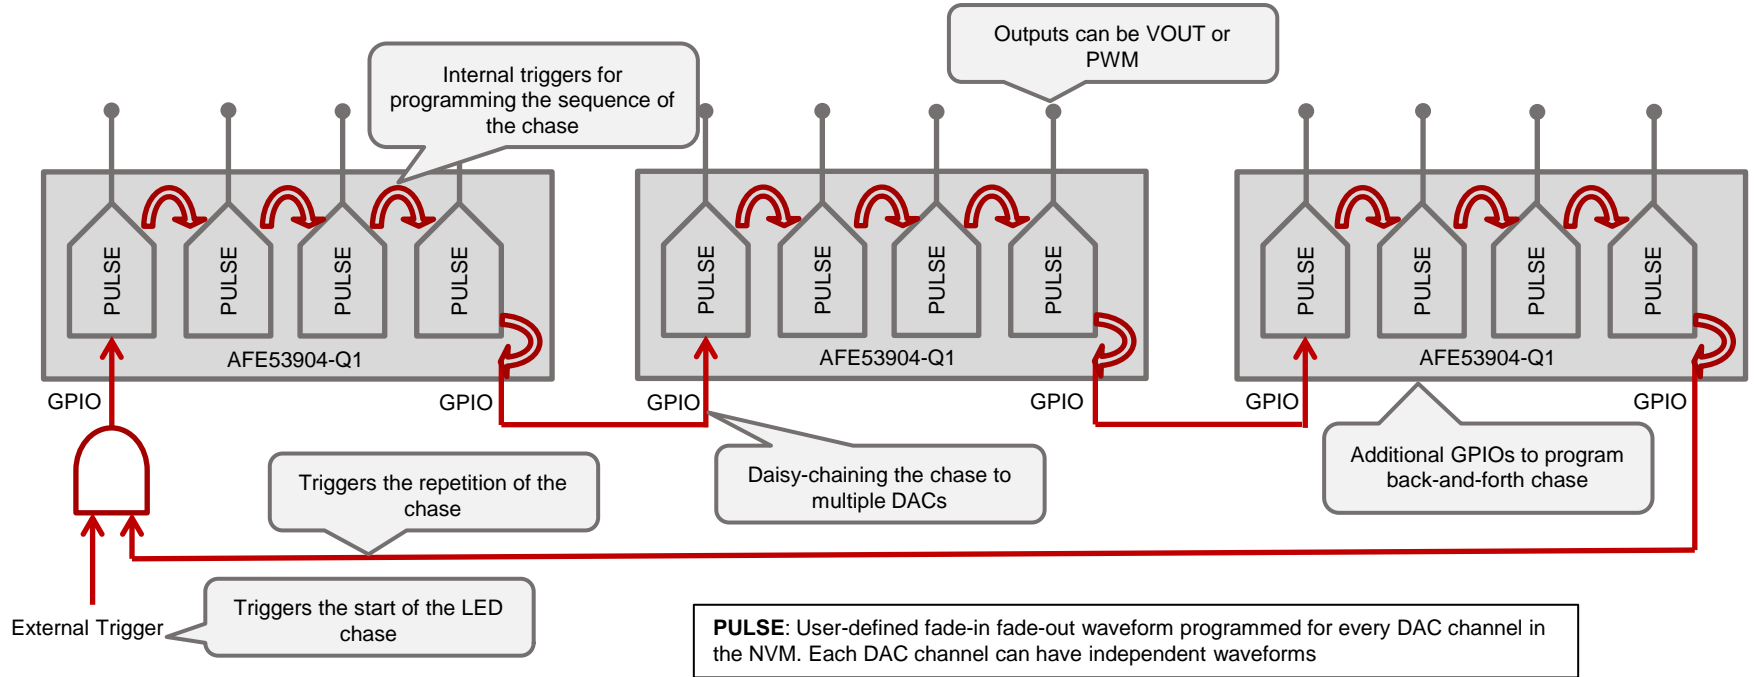 Outputs can be VOUT or
PWM
Internal triggers for
programming the sequence of
the chase
PULSE
PULSE
PULSE
PULSE
AFE53904-Q1
PULSE
PULSE
PULSE
PULSE
AFE53904-Q1
PULSE
PULSE
PULSE
PULSE
AFE53904-Q1
GPIO
GPIO
GPIO
GPIO
GPIO
GPIO
Triggers the repetition of the
chase
Daisy-chaining the chase to
multiple DACs
Additional GPIOs to program
back-and-forth chase
External Trigger
Triggers the start of the LED
chase
PULSE: User-defined fade-in fade-out waveform programmed for every DAC channel in
the NVM. Each DAC channel can have independent waveforms